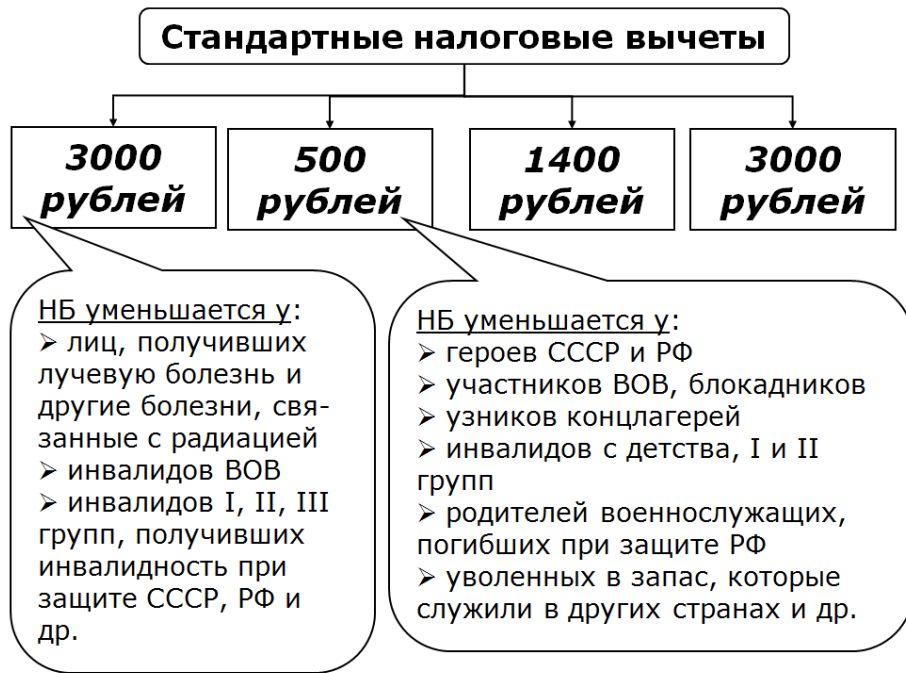 Стандартные налоговые вычеты
3000
рублей
500
рублей
1400
рублей
3000
рублей
НБ уменьшается у:
➢ лиц, получивших
лучевую болезнь и
другие болезни, свя-
занные с радиацией
➢ инвалидов ВОВ
➢ инвалидов I, II, III
групп, получивших
инвалидность при
защите СССР, РФ и
др.
НБ уменьшается у:
➢ героев СССР и РФ
➢ участников ВОВ, блокадников
➢ узников концлагерей
➢ инвалидов с детства, I и II
групп
➢ родителей военнослужащих,
погибших при защите РФ
➢ уволенных в запас, которые
служили в других странах и др.